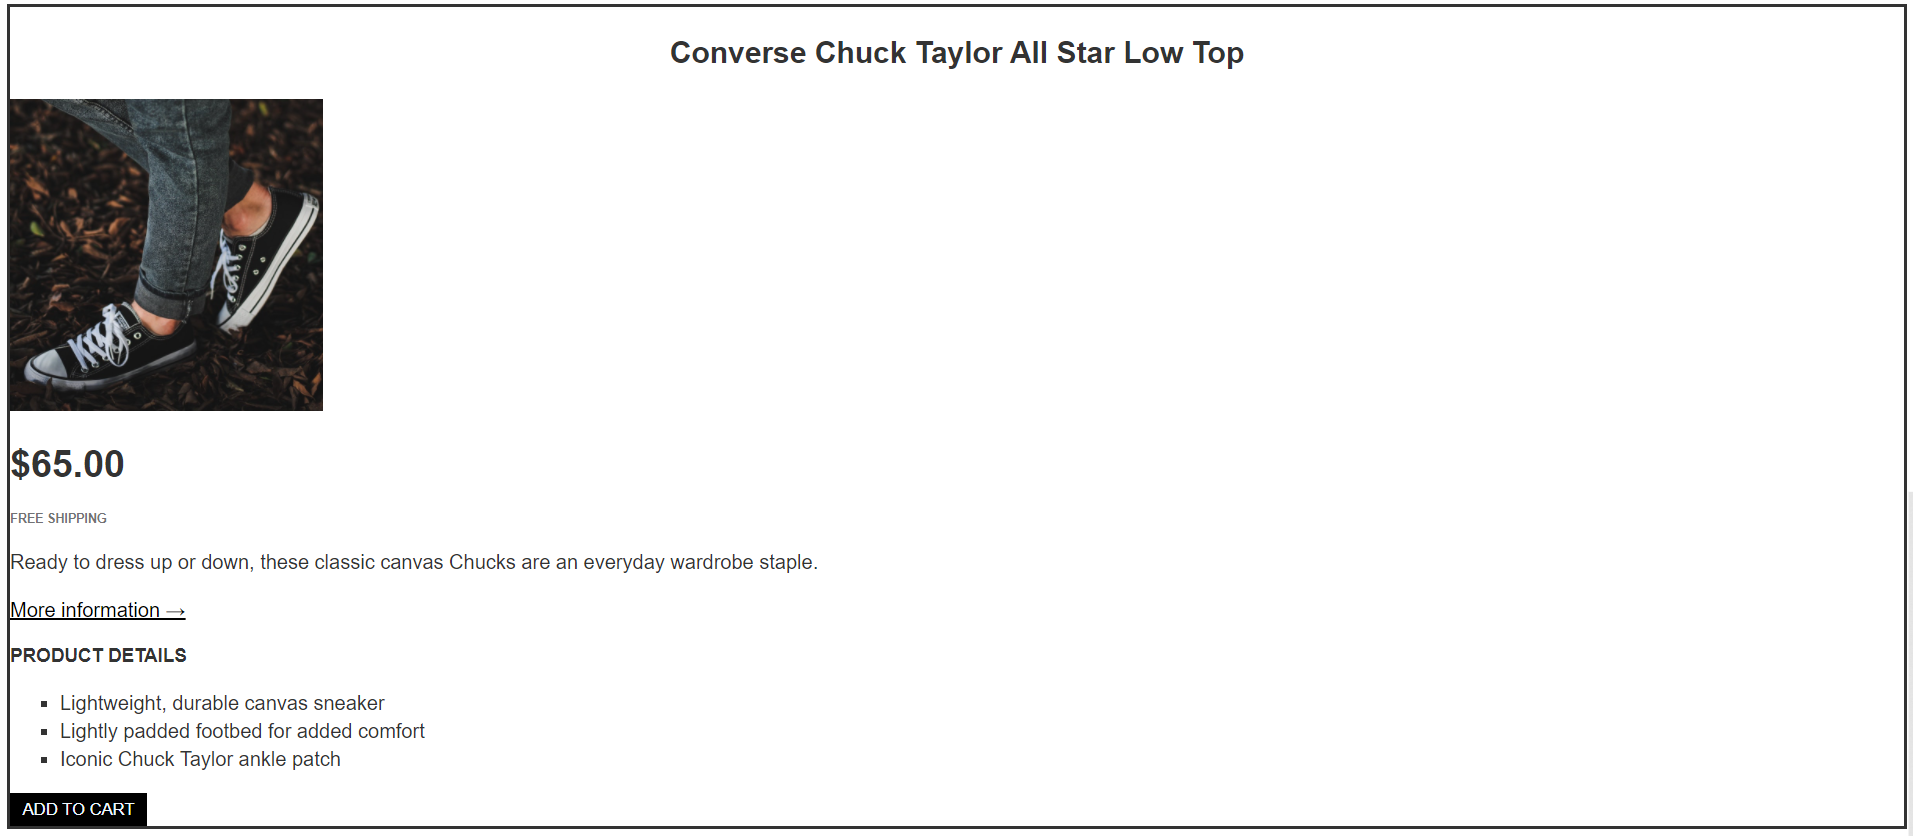 Converse Chuck Taylor All Star Low Top
$65.00
FREE SHIPPING
Ready to dress up or down, these classic canvas Chucks are an everyday wardrobe staple.
More information →
PRODUCT DETAILS
Lightweight, durable canvas sneaker
Lightly padded footbed for added comfort
Iconic Chuck Taylor ankle patch
ADD TO CART